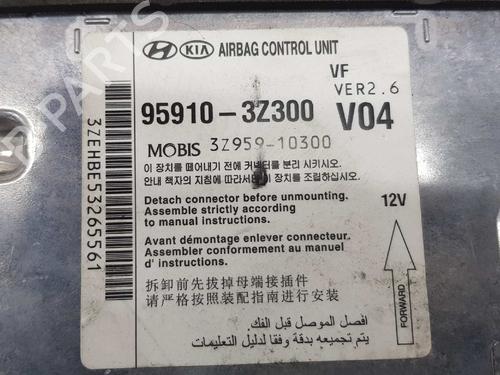 HYUNDAI KIA AIRBAG CONTROL UNIT
VF
VER2.6
95910-3Z300 V04
MOBIS 3Z959-10300
이 장치를 떼어내기 전에 커넥터를 분리 시키시오.
안내 책자의 지침에 따라서 이 장치를 조립하십시오.
Detach connector before unmounting.
Assemble strictly according
to manual instructions.
12V
Avant démontage enlever connecteur.
Assembler conformement au manuel
d' instructions.
拆卸前先拔掉母端接插件
请严格按照装配指南进行安装
افصل الموصل قبل الفك.
يتم تجميعه بدقة وفقا لدليل التعليمات
FORWARD
3ZEHBE53265561
PARTS